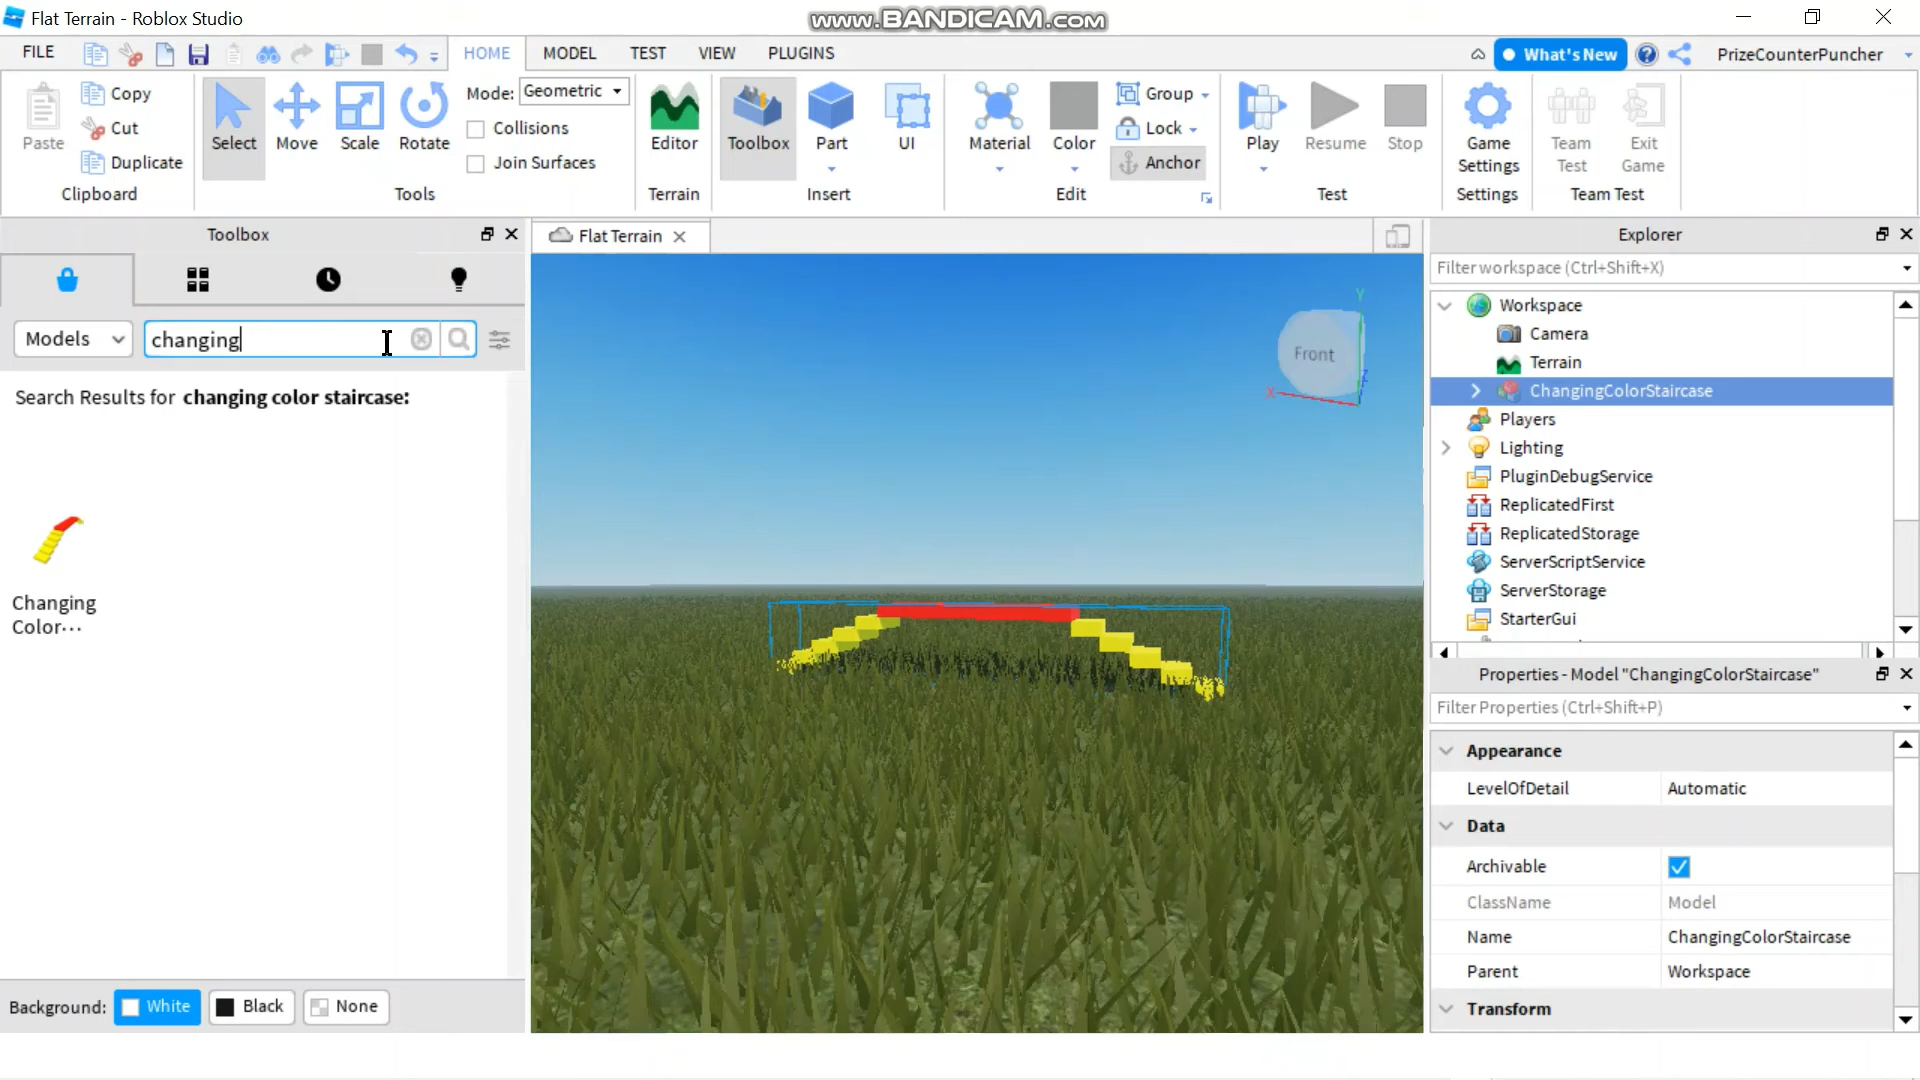 Flat Terrain - Roblox Studio
www.BANDICAM.com
FILE HOME MODEL TEST VIEW PLUGINS What's New PrizeCounterPuncher
Paste Copy Cut Duplicate Clipboard
Select Move Scale Rotate Mode: Geometric Collisions Join Surfaces Tools
Editor Terrain
Toolbox Part UI Insert
Material Color Group Lock Anchor Edit
Play Resume Stop Test
Game Settings Settings
Team Test Exit Game Team Test
Toolbox
Models changing
Search Results for changing color staircase:
Changing
Color...
Background: White Black None
Flat Terrain
Front
Y
X
Z
Explorer
Filter workspace (Ctrl+Shift+X)
Workspace
Camera
Terrain
ChangingColorStaircase
Players
Lighting
PluginDebugService
ReplicatedFirst
ReplicatedStorage
ServerScriptService
ServerStorage
StarterGui
Properties - Model "ChangingColorStaircase"
Filter Properties (Ctrl+Shift+P)
Appearance
LevelOfDetail Automatic
Data
Archivable
ClassName Model
Name ChangingColorStaircase
Parent Workspace
Transform